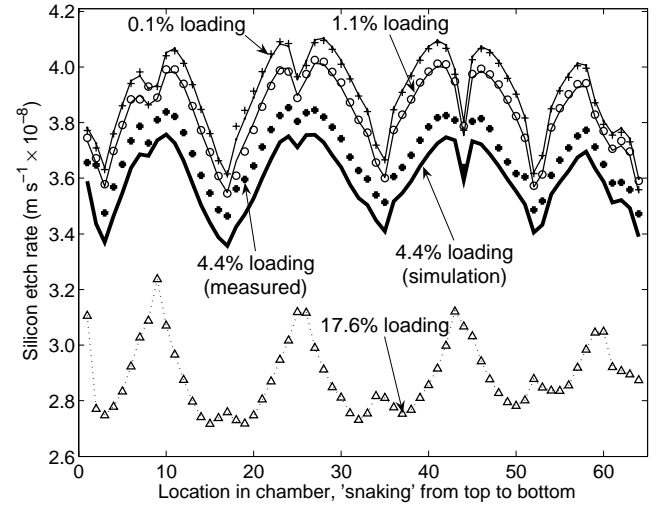 4.2
0.1% loading
1.1% loading
4.0
3.8
3.6
3.4
3.2
3.0
2.8
2.6
Silicon etch rate (m s⁻¹ × 10⁻⁸)
4.4% loading
(measured)
4.4% loading
(simulation)
17.6% loading
0 10 20 30 40 50 60
Location in chamber, 'snaking' from top to bottom